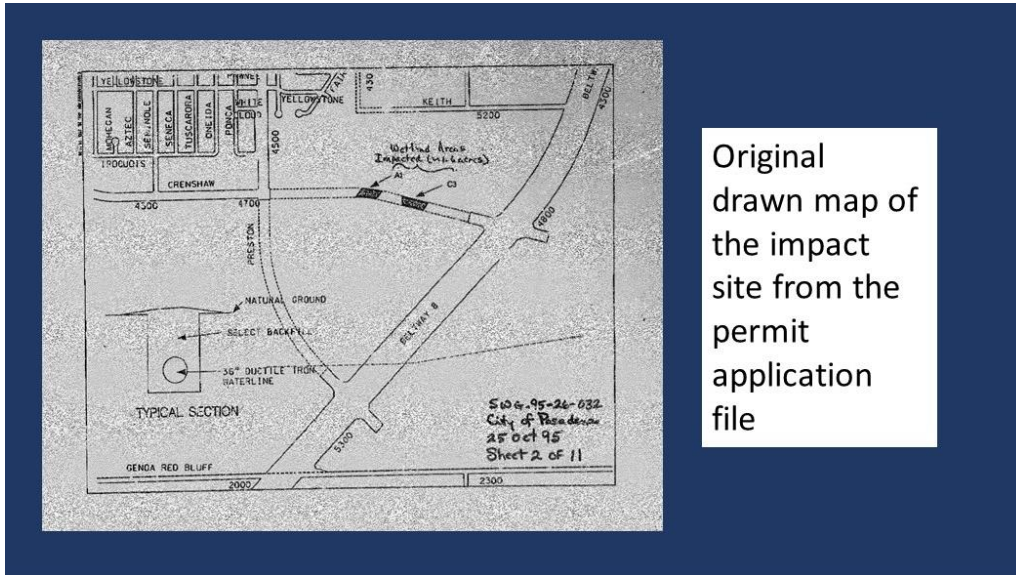 YELLOWSTONE
WHITE
CLOUD
YELLOWSTONE
430
KEITH
5200
BELTW
4300
MOHEGAN
AZTEC
SEMINOLE
SENECA
TUSCARORA
ONEIDA
PONCA
4500
IROQUOIS
CRENSHAW
4300
4700
Wetland Areas
A1
C3
4800
PRESTON
NATURAL GROUND
SELECT BACKFILL
36" DUCTILE IRON
WATERLINE
TYPICAL SECTION
BELTWAY 8
SWG-95-26-032
City of Pasadena
25 Oct 95
Sheet 2 of 11
5300
GENOA RED BLUFF
2000
2300
Original
drawn map of
the impact
site from the
permit
application
file